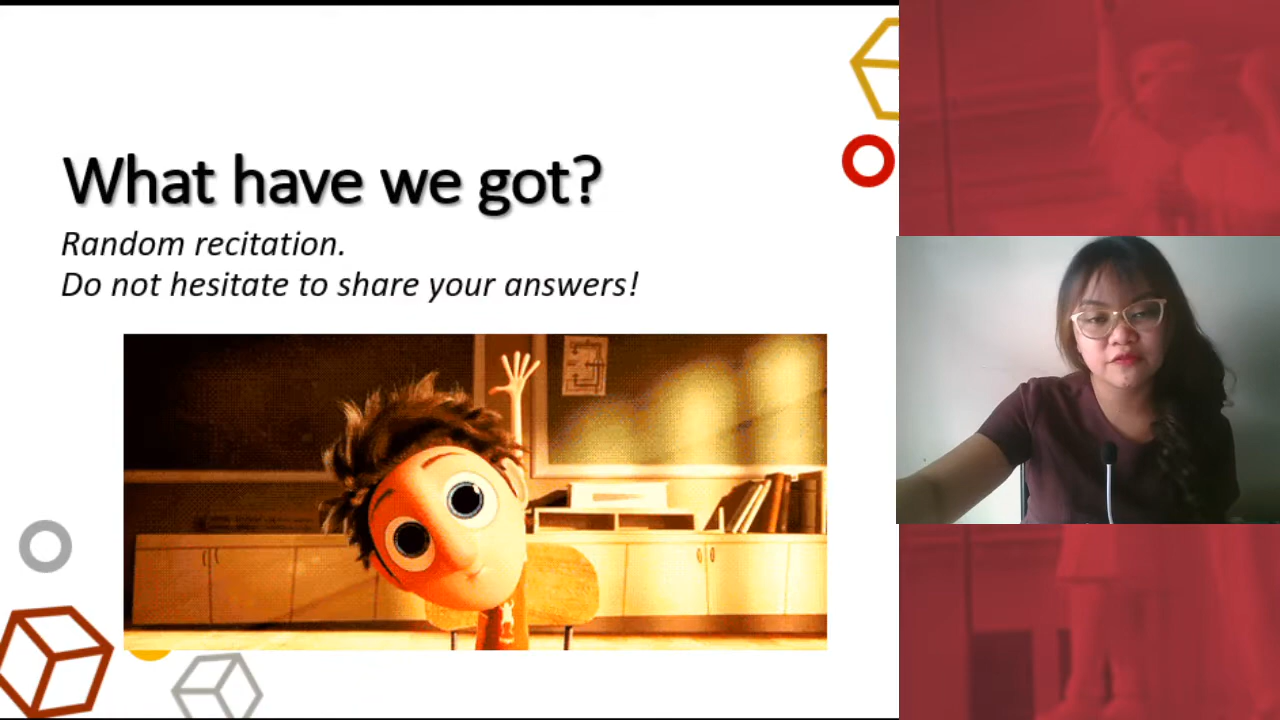 What have we got?
Random recitation.
Do not hesitate to share your answers!